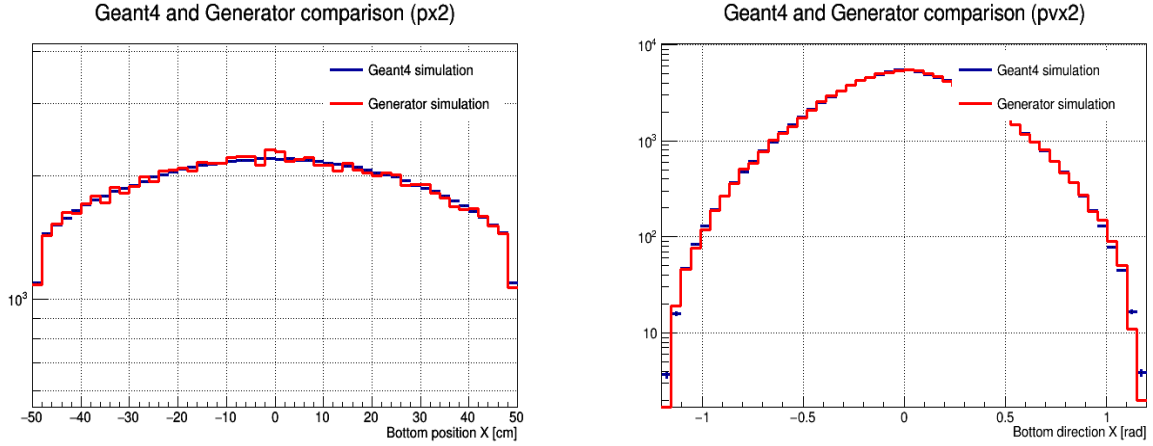 Geant4 and Generator comparison (px2)
Geant4 simulation
Generator simulation
2
10³
−50 −40 −30 −20 −10 0 10 20 30 40 50
Bottom position X [cm]
Geant4 and Generator comparison (pvx2)
10⁴
Geant4 simulation
Generator simulation
10³
10²
10
−1 −0.5 0 0.5 1
Bottom direction X [rad]